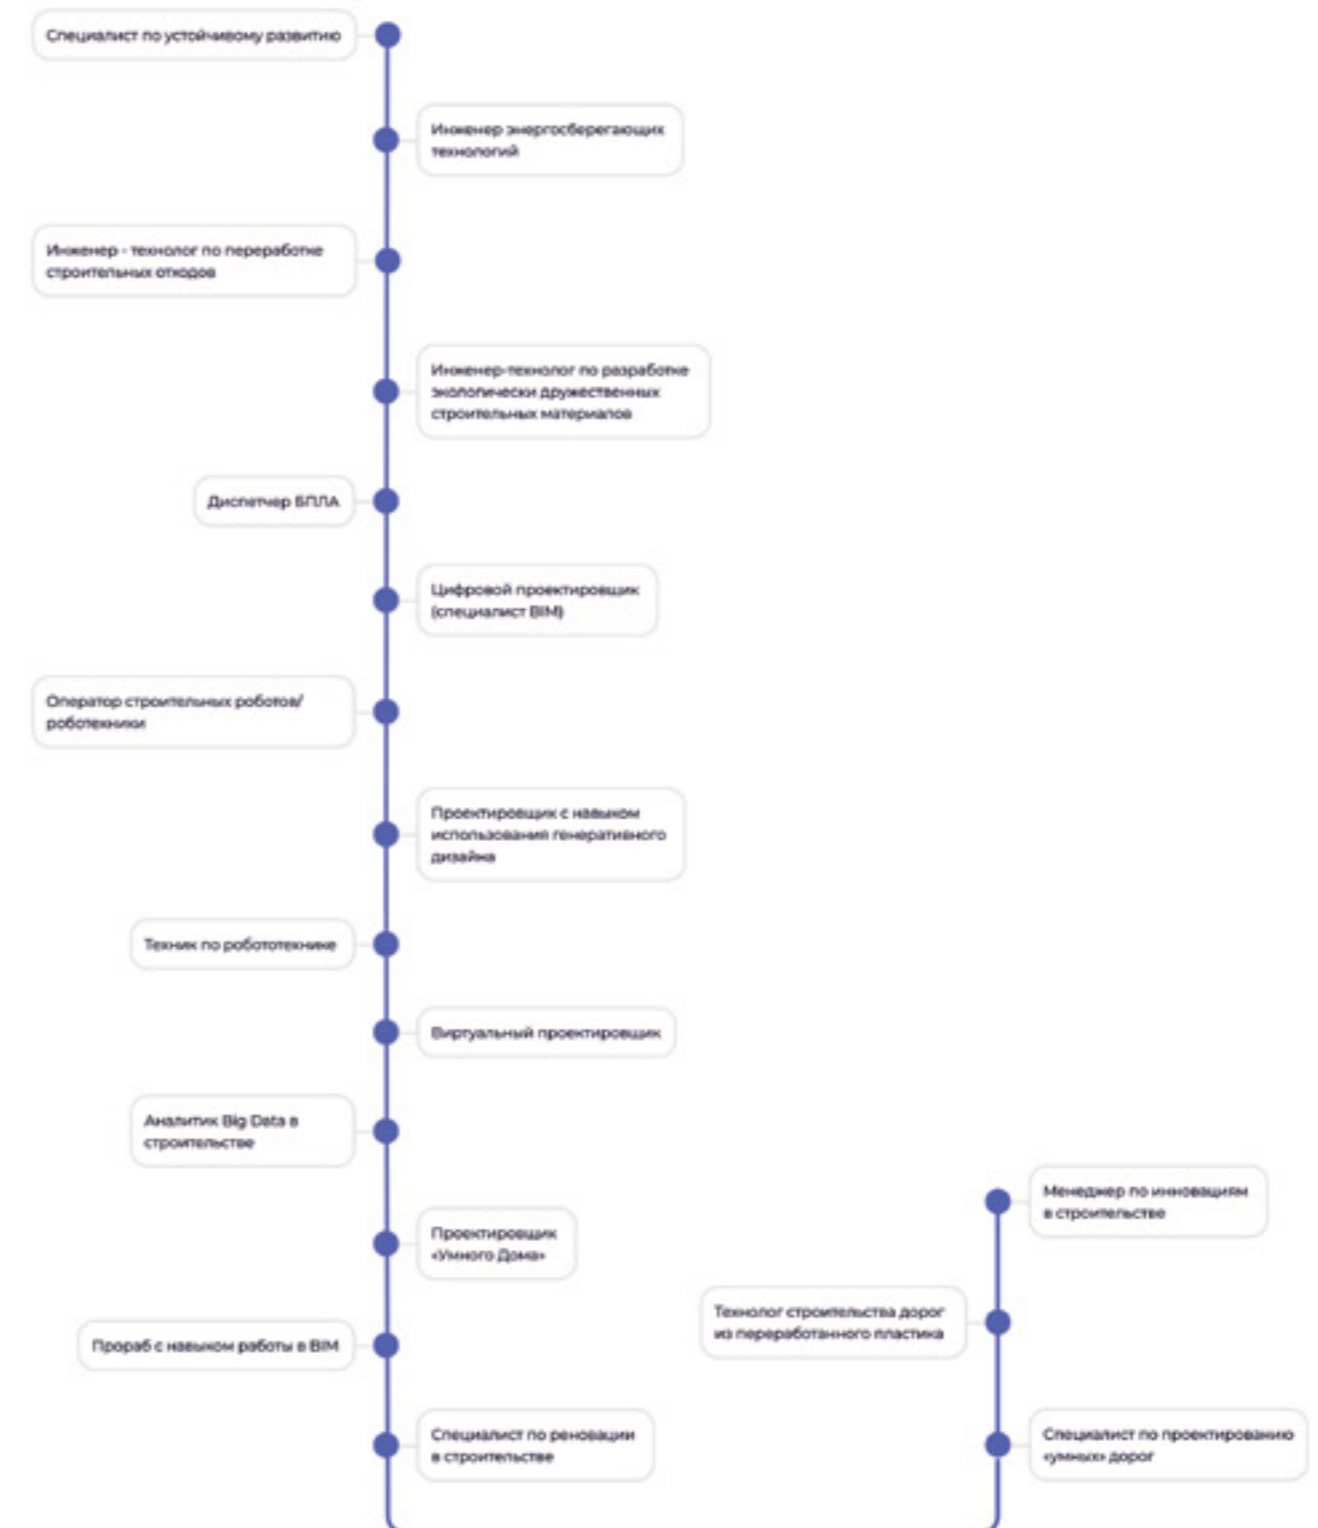 Специалист по устойчивому развитию
Инженер энергосберегающих
технологий
Инженер - технолог по переработке
строительных отходов
Инженер-технолог по разработке
экологически дружественных
строительных материалов
Диспетчер БПЛА
Цифровой проектировщик
(специалист BIM)
Оператор строительных роботов/
роботехники
Проектировщик с навыком
использования генеративного
дизайна
Техник по робототехнике
Виртуальный проектировщик
Аналитик Big Data в
строительстве
Проектировщик
«Умного Дома»
Прораб с навыком работы в BIM
Специалист по реновации
в строительстве
Менеджер по инновациям
в строительстве
Технолог строительства дорог
из переработанного пластика
Специалист по проектированию
«умных» дорог